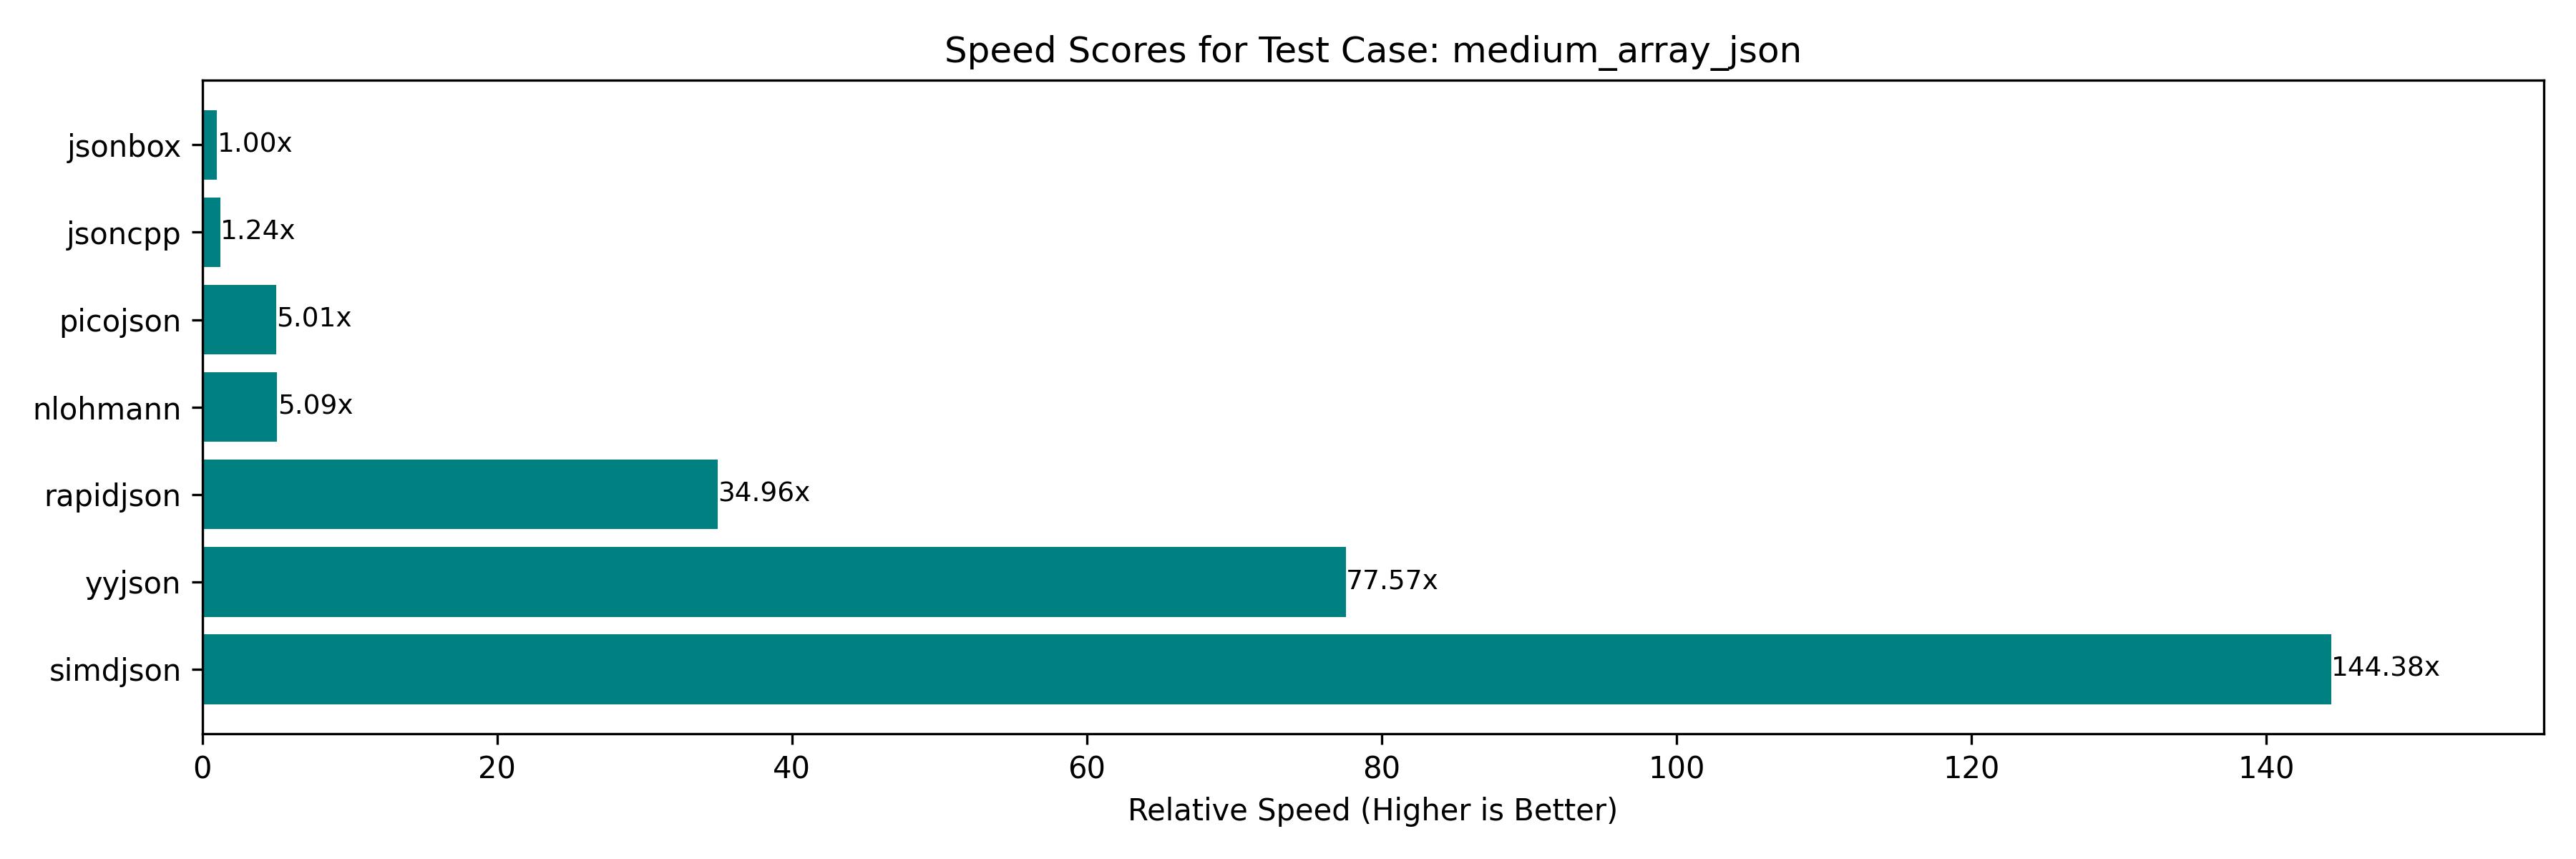 Speed Scores for Test Case: medium_array_json
jsonbox 1.00x
jsoncpp 1.24x
picojson 5.01x
nlohmann 5.09x
rapidjson 34.96x
yyjson 77.57x
simdjson 144.38x
0 20 40 60 80 100 120 140
Relative Speed (Higher is Better)